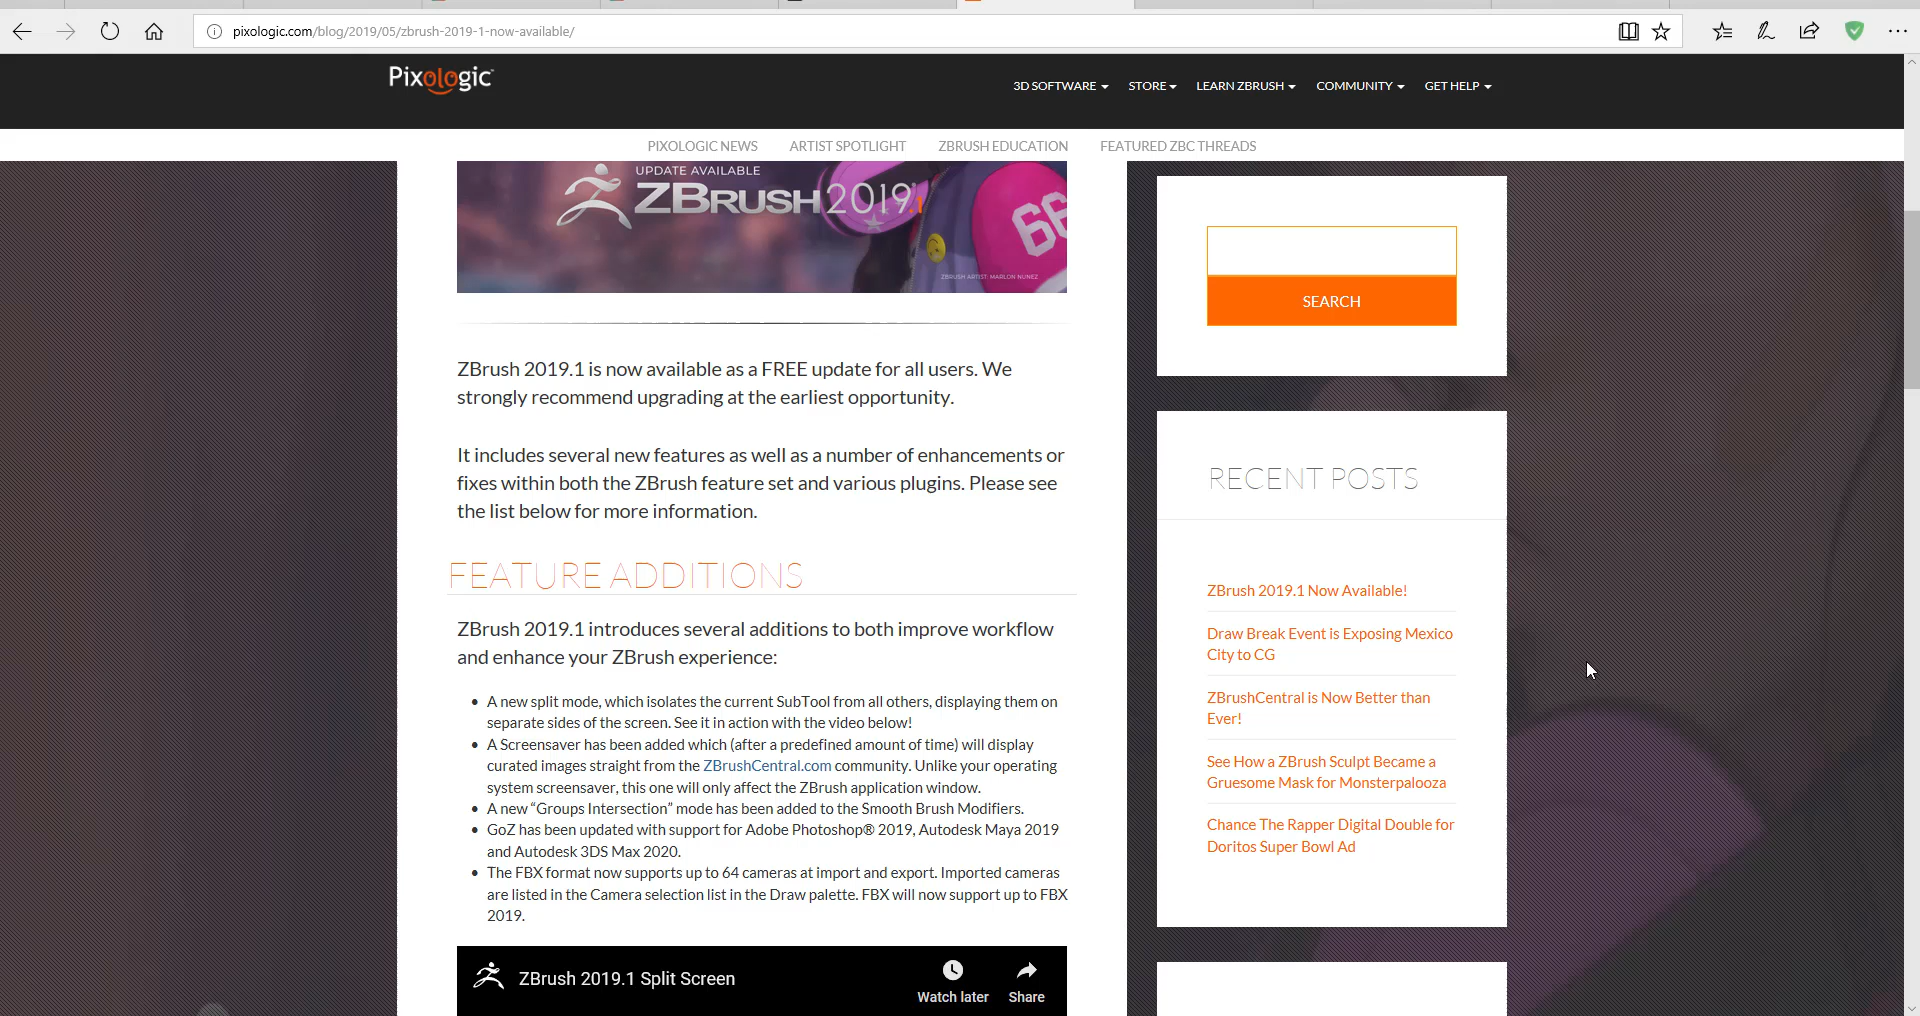 pixologic.com/blog/2019/05/zbrush-2019-1-now-available/
Pixologic
3D SOFTWARE
STORE
LEARN ZBRUSH
COMMUNITY
GET HELP
PIXOLOGIC NEWS
ARTIST SPOTLIGHT
ZBRUSH EDUCATION
FEATURED ZBC THREADS
UPDATE AVAILABLE
ZBRUSH 2019.1
66
ZBRUSH ARTIST: MARLON NUNEZ
ZBrush 2019.1 is now available as a FREE update for all users. We
strongly recommend upgrading at the earliest opportunity.
It includes several new features as well as a number of enhancements or
fixes within both the ZBrush feature set and various plugins. Please see
the list below for more information.
FEATURE ADDITIONS
ZBrush 2019.1 introduces several additions to both improve workflow
and enhance your ZBrush experience:
• A new split mode, which isolates the current SubTool from all others, displaying them on
separate sides of the screen. See it in action with the video below!
• A Screensaver has been added which (after a predefined amount of time) will display
curated images straight from the ZBrushCentral.com community. Unlike your operating
system screensaver, this one will only affect the ZBrush application window.
• A new “Groups Intersection” mode has been added to the Smooth Brush Modifiers.
• GoZ has been updated with support for Adobe Photoshop® 2019, Autodesk Maya 2019
and Autodesk 3DS Max 2020.
• The FBX format now supports up to 64 cameras at import and export. Imported cameras
are listed in the Camera selection list in the Draw palette. FBX will now support up to FBX
2019.
ZBrush 2019.1 Split Screen
Watch later
Share
SEARCH
RECENT POSTS
ZBrush 2019.1 Now Available!
Draw Break Event is Exposing Mexico
City to CG
ZBrushCentral is Now Better than
Ever!
See How a ZBrush Sculpt Became a
Gruesome Mask for Monsterpalooza
Chance The Rapper Digital Double for
Doritos Super Bowl Ad